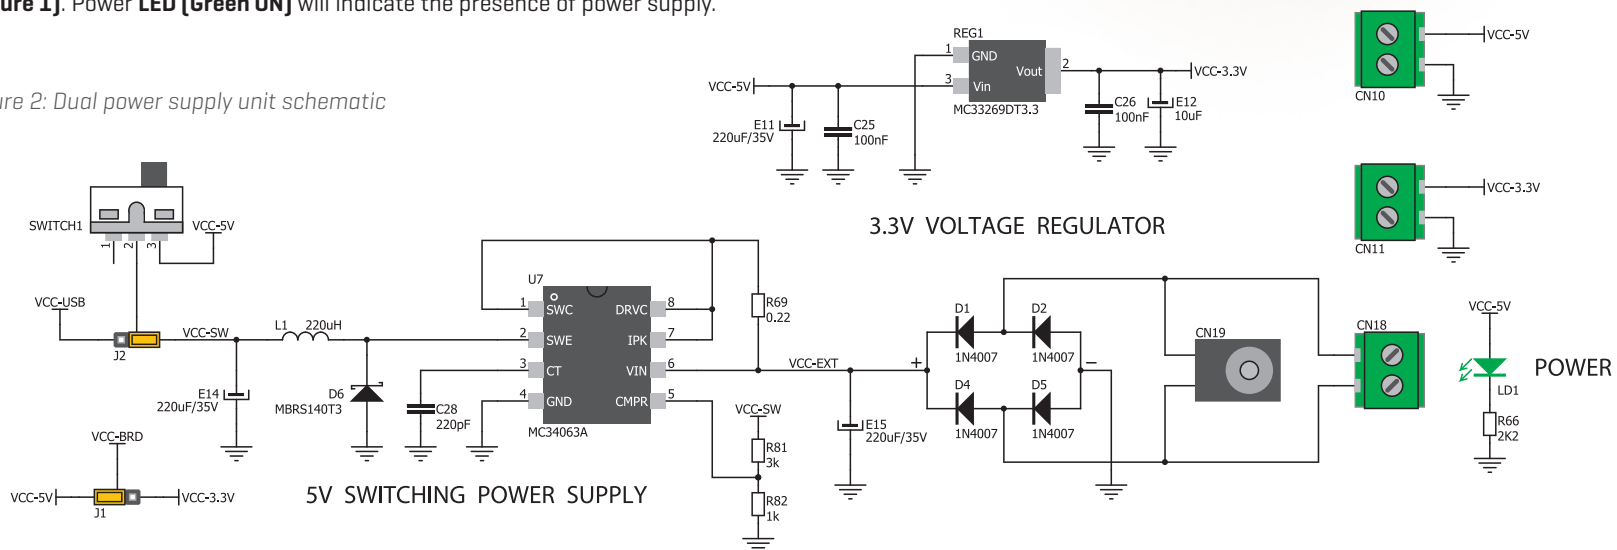 ure 1). Power LED (Green ON) will indicate the presence of power supply.
ure 2: Dual power supply unit schematic
REG1
1
GND
Vout
2
3
Vin
VCC-5V
VCC-3.3V
MC33269DT3.3
E11
220uF/35V
C25
100nF
C26
100nF
E12
10uF
3.3V VOLTAGE REGULATOR
VCC-5V
CN10
VCC-3.3V
CN11
SWITCH1
1
2
3
VCC-5V
VCC-USB
J2
VCC-SW
L1
220uH
E14
220uF/35V
D6
MBRS140T3
VCC-BRD
VCC-5V
VCC-3.3V
J1
U7
1
SWC
DRVC
8
2
SWE
IPK
7
3
CT
VIN
6
4
GND
CMPR
5
MC34063A
C28
220pF
R69
0.22
VCC-EXT
VCC-SW
R81
3k
R82
1k
5V SWITCHING POWER SUPPLY
E15
220uF/35V
+
-
D1
1N4007
D2
1N4007
D4
1N4007
D5
1N4007
CN19
CN18
VCC-5V
POWER
LD1
R66
2K2